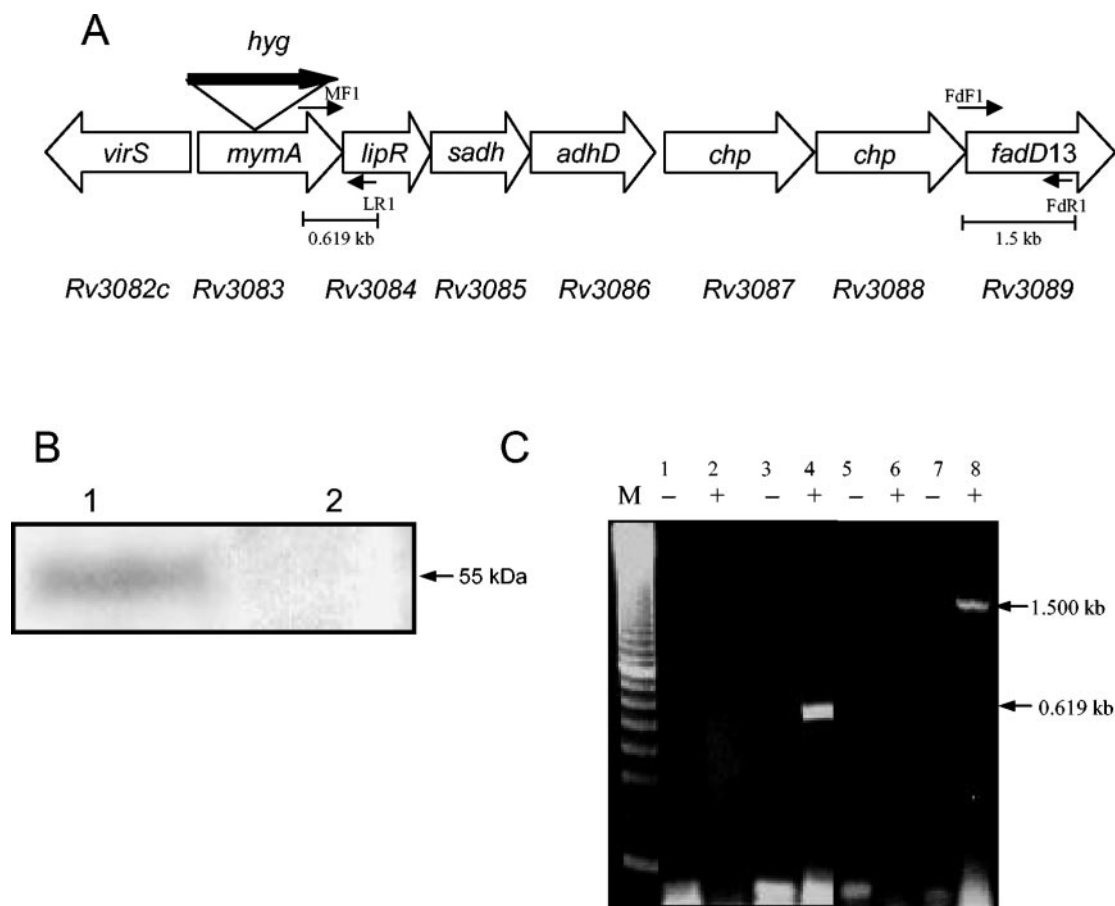 A
hyg
MF1
FdF1
virS mymA lipR sadh adhD chp chp fadD13
LR1
FdR1
0.619 kb
1.5 kb
Rv3082c Rv3083 Rv3084 Rv3085 Rv3086 Rv3087 Rv3088 Rv3089
B
1 2
55 kDa
C
1 2 3 4 5 6 7 8
M – + – + – + – +
1.500 kb
0.619 kb